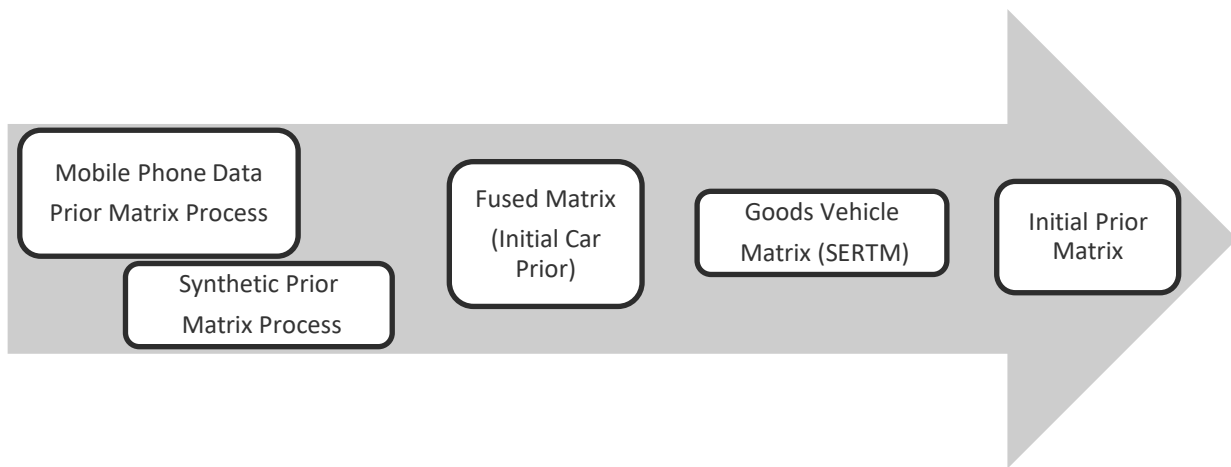 Mobile Phone Data
Prior Matrix Process
Synthetic Prior
Matrix Process
Fused Matrix
(Initial Car
Prior)
Goods Vehicle
Matrix (SERTM)
Initial Prior
Matrix